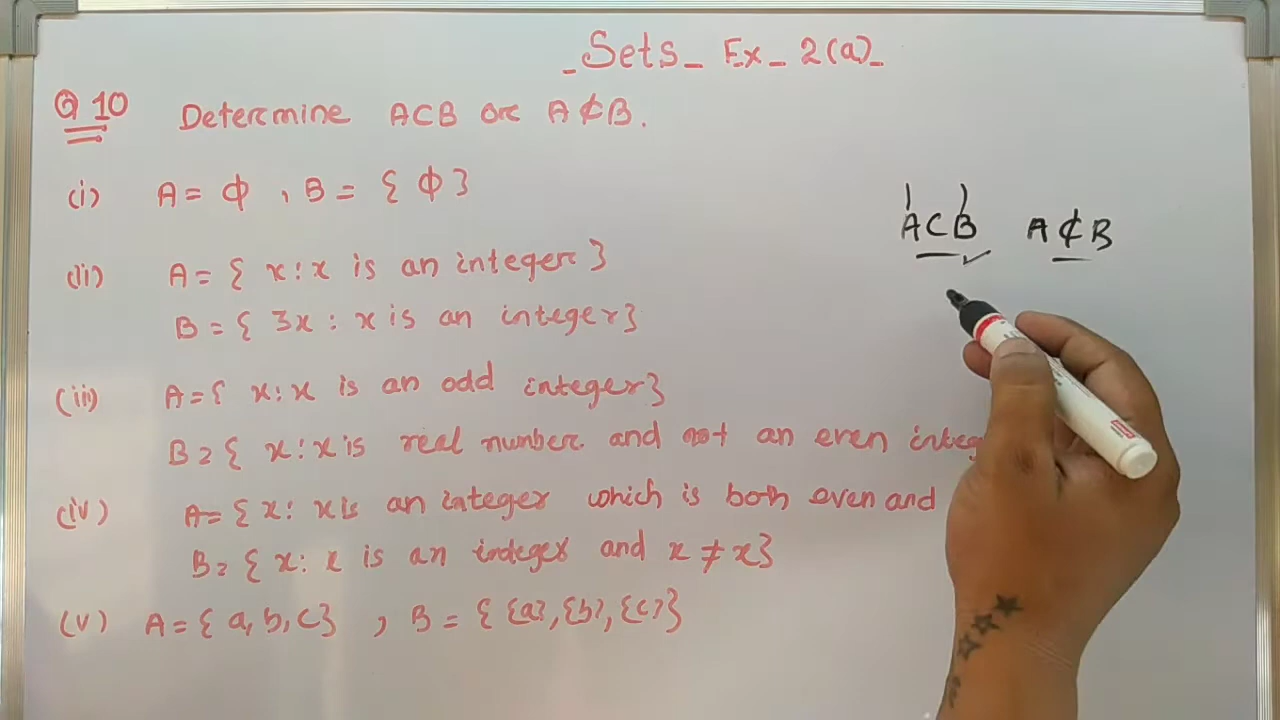 Sets_ Ex_ 2(a)_
Q 10 Determine A⊂B or A⊄B.
(i) A = ϕ , B = { ϕ }
A⊂B A⊄B
(ii) A = { x : x is an integer }
B = { 3x : x is an integer }
(iii) A = { x : x is an odd integer }
B = { x : x is real number and not an even
(iv) A = { x : x is an integer which is both even and
B = { x : x is an integer and x ≠ x }
(v) A = { a, b, c } , B = { {a}, {b}, {c} }